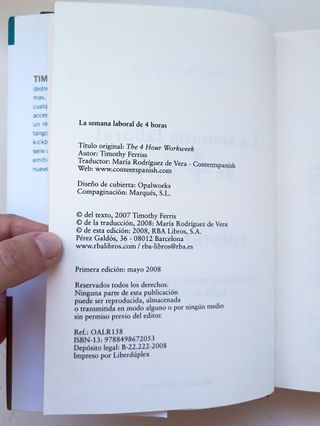 La semana laboral de 4 horas
Título original: The 4 Hour Workweek
Autor: Timothy Ferriss
Traductor: María Rodríguez de Vera - Contentspanish
Web: www.contentspanish.com
Diseño de cubierta: Opalworks
Compaginación: Marquès, S.L.
© del texto, 2007 Timothy Ferris
© de la traducción, 2008: María Rodríguez de Vera
© de esta edición: 2008, RBA Libros, S.A.
Pérez Galdós, 36 - 08012 Barcelona
www.rbalibros.com / rba-libros@rba.es
Primera edición: mayo 2008
Reservados todos los derechos.
Ninguna parte de esta publicación
puede ser reproducida, almacenada
o transmitida en modo alguno o por ningún medio
sin permiso previo del editor.
Ref.: OALR158
ISBN-13: 9788498672053
Depósito legal: B-22.222-2008
Impreso por Liberdúplex